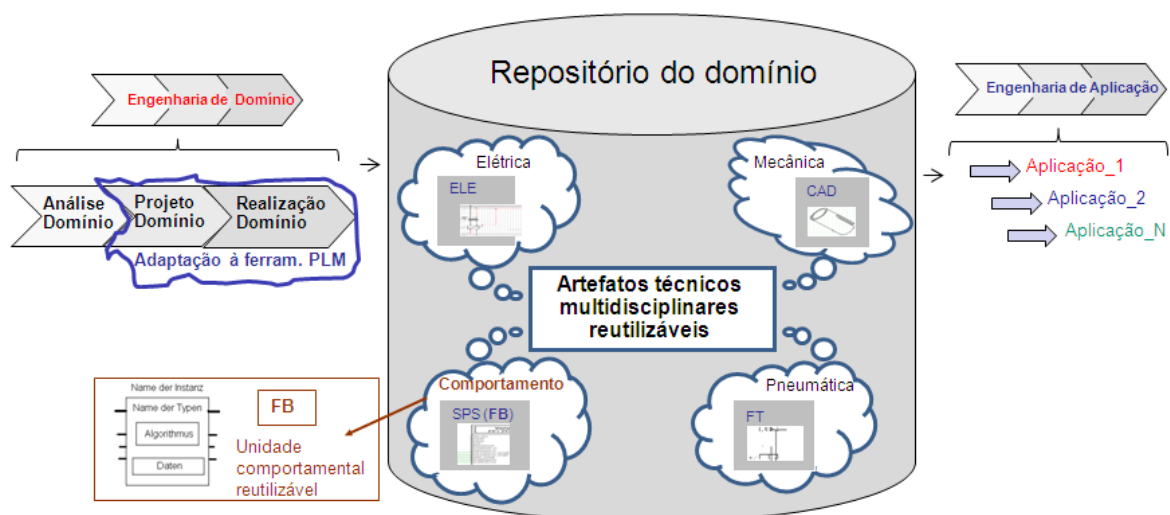 Repositório do domínio
Engenharia de Domínio
Análise
Domínio
Projeto
Domínio
Realização
Domínio
Adaptação à ferram. PLM
Elétrica
ELE
Mecânica
CAD
Artefatos técnicos
multidisciplinares
reutilizáveis
Comportamento
SPS (FB)
Pneumática
FT
Engenharia de Aplicação
Aplicação_1
Aplicação_2
Aplicação_N
Name der Instanz
Name der Typen
Algorithmus
Daten
FB
Unidade
comportamental
reutilizável